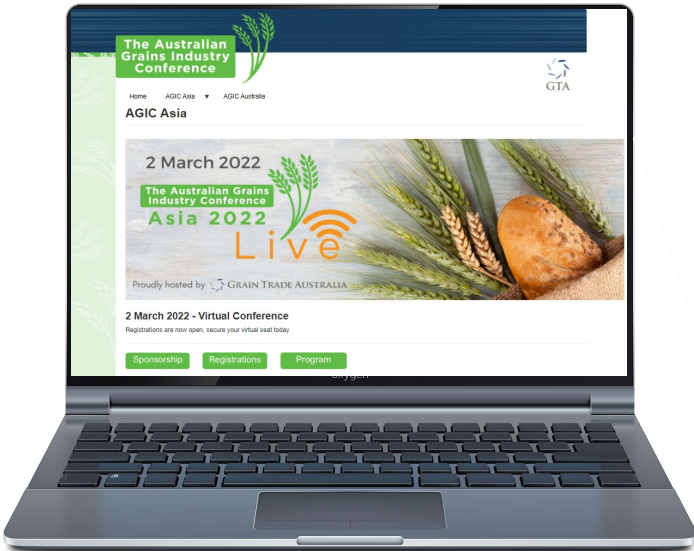 The Australian
Grains Industry
Conference
GTA
Home AGIC Asia ▼ AGIC Australia
AGIC Asia
2 March 2022
The Australian Grains
Industry Conference
Asia 2022
Live
Proudly hosted by GRAIN TRADE AUSTRALIA
2 March 2022 - Virtual Conference
Registrations are now open, secure your virtual seat today.
Sponsorship Registrations Program